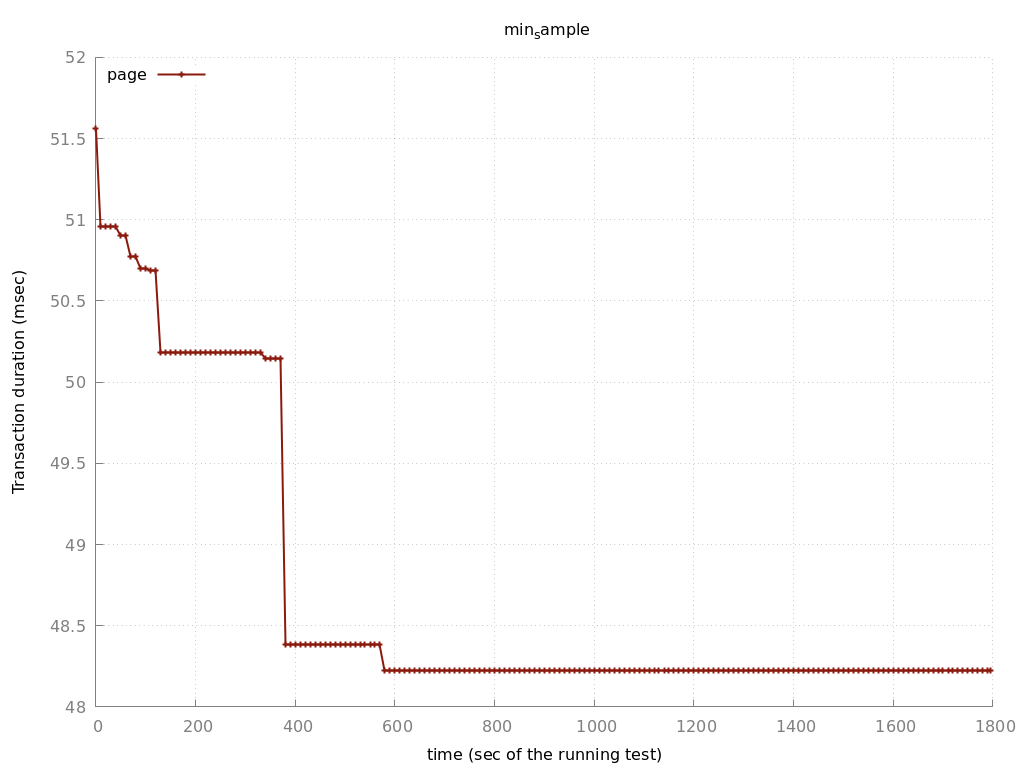 minsample
52
page
51.5
51
50.5
50
49.5
49
48.5
48
0 200 400 600 800 1000 1200 1400 1600 1800
Transaction duration (msec)
time (sec of the running test)